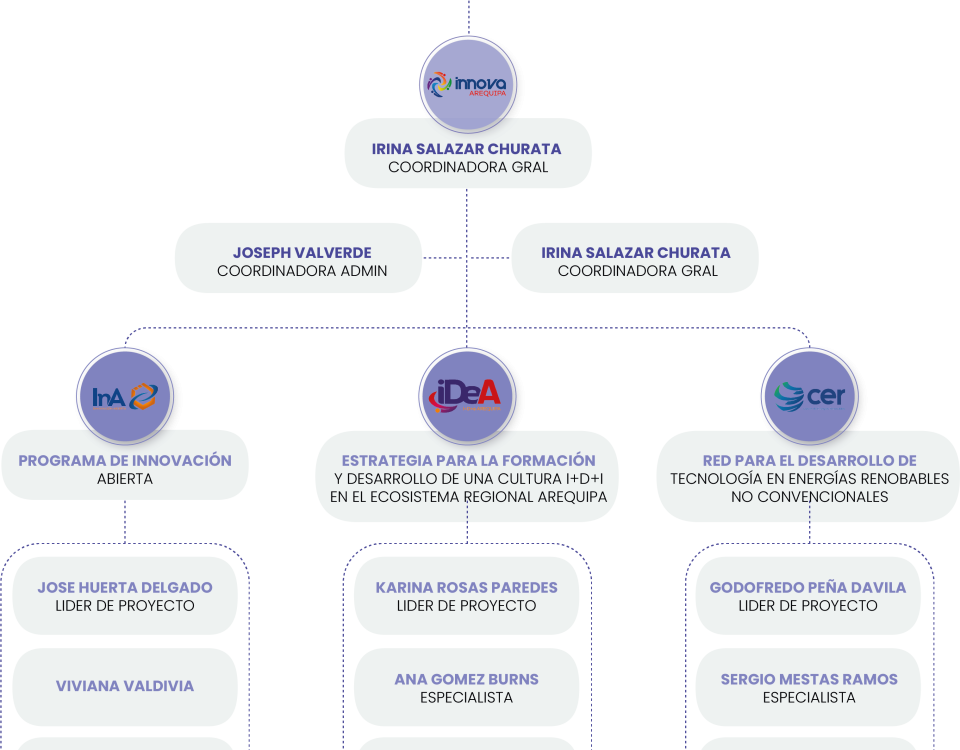 innova
AREQUIPA
IRINA SALAZAR CHURATA
COORDINADORA GRAL
JOSEPH VALVERDE
COORDINADORA ADMIN
IRINA SALAZAR CHURATA
COORDINADORA GRAL
InA
iDeA
cer
PROGRAMA DE INNOVACIÓN
ABIERTA
ESTRATEGIA PARA LA FORMACIÓN
Y DESARROLLO DE UNA CULTURA I+D+I
EN EL ECOSISTEMA REGIONAL AREQUIPA
RED PARA EL DESARROLLO DE
TECNOLOGÍA EN ENERGÍAS RENOBABLES
NO CONVENCIONALES
JOSE HUERTA DELGADO
LIDER DE PROYECTO
KARINA ROSAS PAREDES
LIDER DE PROYECTO
GODOFREDO PEÑA DAVILA
LIDER DE PROYECTO
VIVIANA VALDIVIA
ANA GOMEZ BURNS
ESPECIALISTA
SERGIO MESTAS RAMOS
ESPECIALISTA